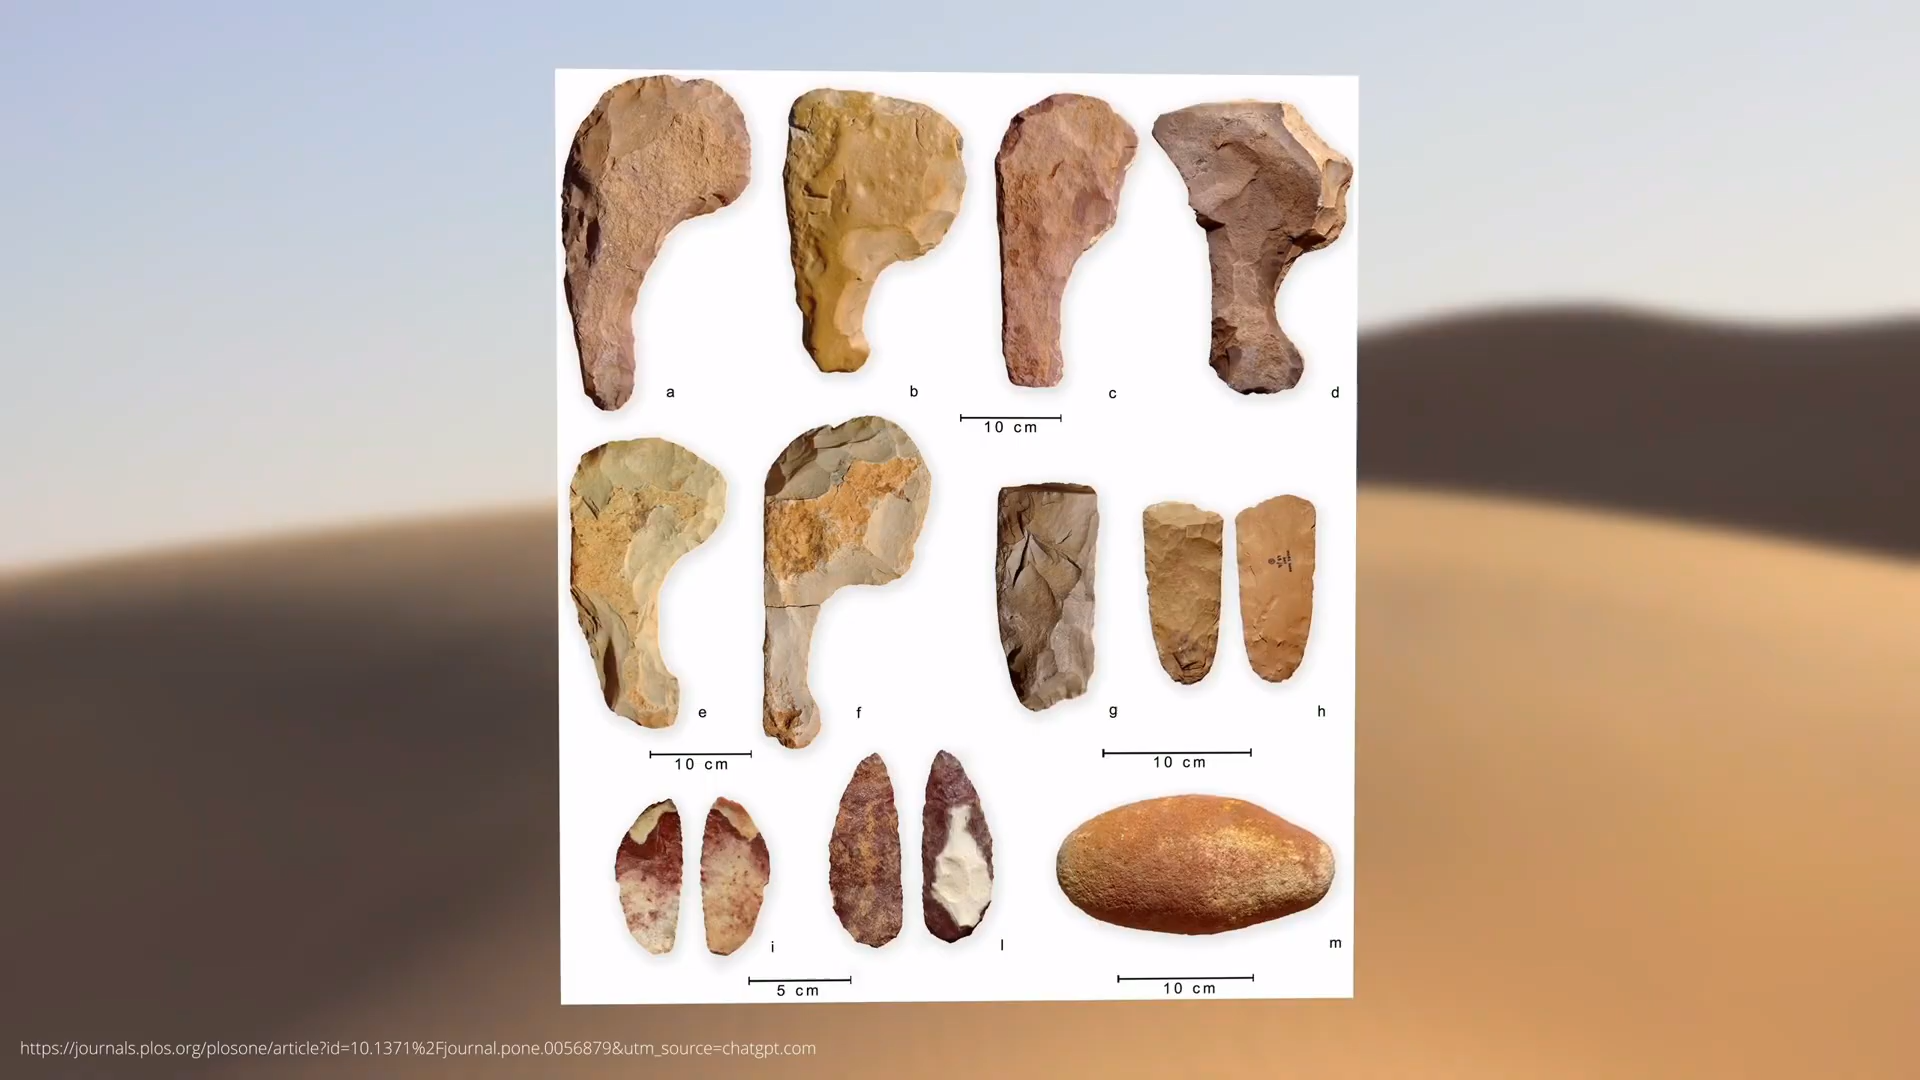 a
b
c
d
10 cm
e
f
g
h
10 cm
10 cm
i
l
m
5 cm
10 cm
https://journals.plos.org/plosone/article?id=10.1371%2Fjournal.pone.0056879&utm_source=chatgpt.com